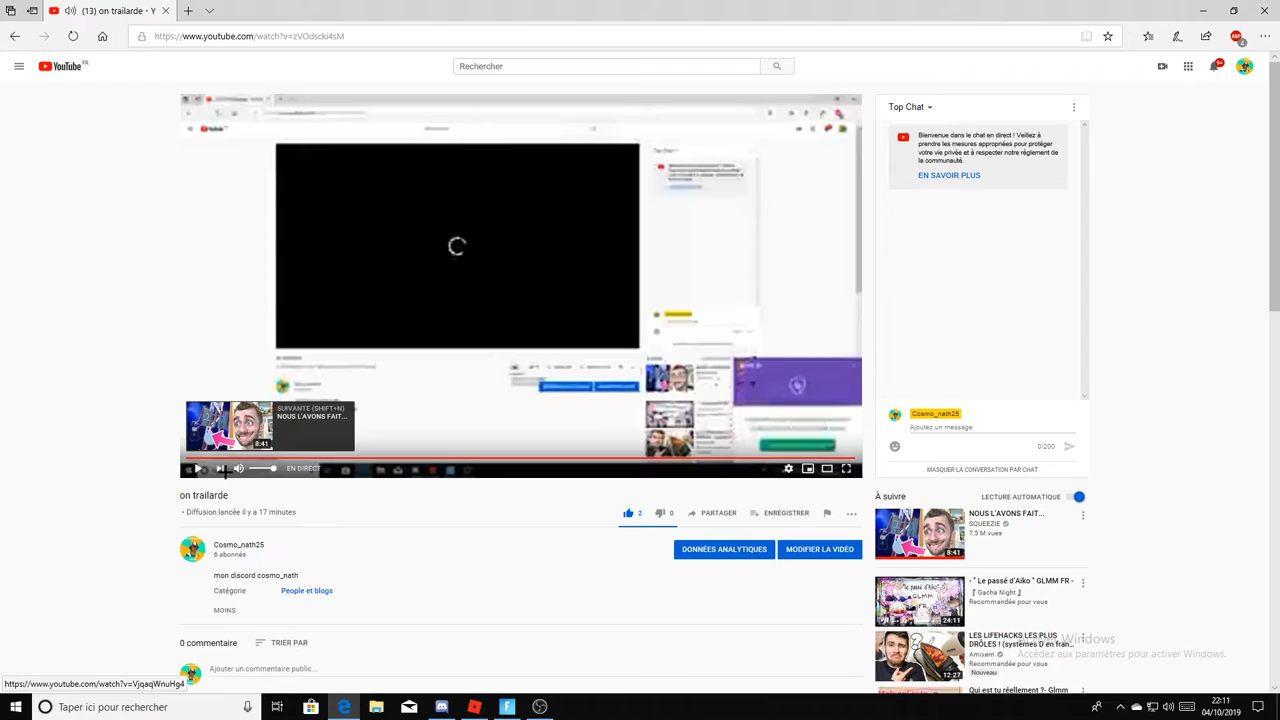 (13) on trailarde - Y
https://www.youtube.com/watch?v=zVOdscki4sM
ABP
YouTube FR
Rechercher
9+
Top Chat
Bienvenue dans le chat en direct ! Veillez à
prendre les mesures appropriées pour protéger
votre vie privée et à respecter notre règlement de
la communauté.
EN SAVOIR PLUS
SUIVANTE (SHIFT+N)
NOUS L'AVONS FAIT...
8:41
EN DIRECT
Cosmo_nath25
Ajoutez un message
0/200
MASQUER LA CONVERSATION PAR CHAT
on trailarde
• Diffusion lancée il y a 17 minutes
2
0
PARTAGER
ENREGISTRER
Cosmo_nath25
6 abonnés
DONNÉES ANALYTIQUES
MODIFIER LA VIDÉO
mon discord cosmo_nath
Catégorie
People et blogs
MOINS
0 commentaire
TRIER PAR
Ajouter un commentaire public...
À suivre
LECTURE AUTOMATIQUE
NOUS L'AVONS FAIT...
SQUEEZIE
7,5 M vues
8:41
- " Le passé d'Aiko " GLMM FR -
『 Gacha Night 』
Recommandée pour vous
24:11
LES LIFEHACKS LES PLUS
DRÔLES ! (systèmes D en fran...
Amixem
Recommandée pour vous
Nouveau
12:27
Qui est tu réellement ?- Glmm
Windows
Accédez aux paramètres pour activer Windows.
https://www.youtube.com/watch?v=VjqaqWnuHg4
Taper ici pour rechercher
22:11
04/10/2019